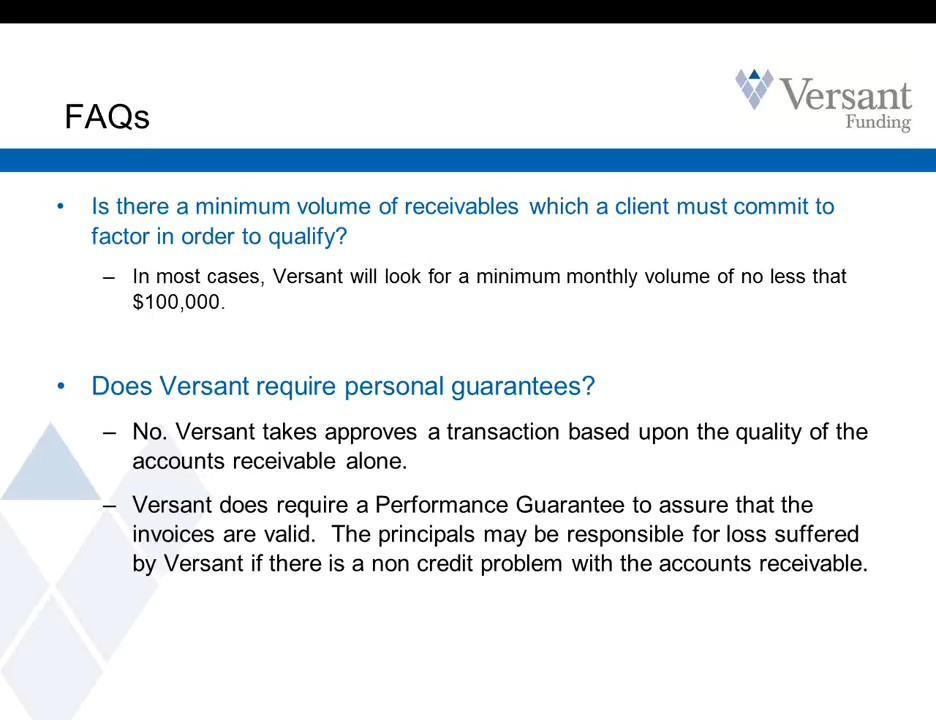 Versant
Funding
FAQs
• Is there a minimum volume of receivables which a client must commit to
factor in order to qualify?
– In most cases, Versant will look for a minimum monthly volume of no less that
$100,000.
• Does Versant require personal guarantees?
– No. Versant takes approves a transaction based upon the quality of the
accounts receivable alone.
– Versant does require a Performance Guarantee to assure that the
invoices are valid.  The principals may be responsible for loss suffered
by Versant if there is a non credit problem with the accounts receivable.